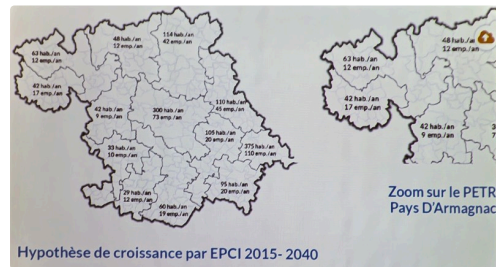 48 hab./an
12 emp./an
114 hab./an
42 emp./an
63 hab./an
12 emp./an
42 hab./an
17 emp./an
42 hab./an
9 emp./an
300 hab./an
73 emp./an
110 hab./an
45 emp./an
105 hab./an
20 emp./an
375 hab./an
110 emp./an
33 hab./an
10 emp./an
29 hab./an
12 emp./an
60 hab./an
19 emp./an
95 hab./an
20 emp./an
Hypothèse de croissance par EPCI 2015- 2040
48 hab./an
12 emp./an
63 hab./an
12 emp./an
42 hab./an
17 emp./an
42 hab./an
9 emp./an
Zoom sur le PETR
Pays D'Armagnac